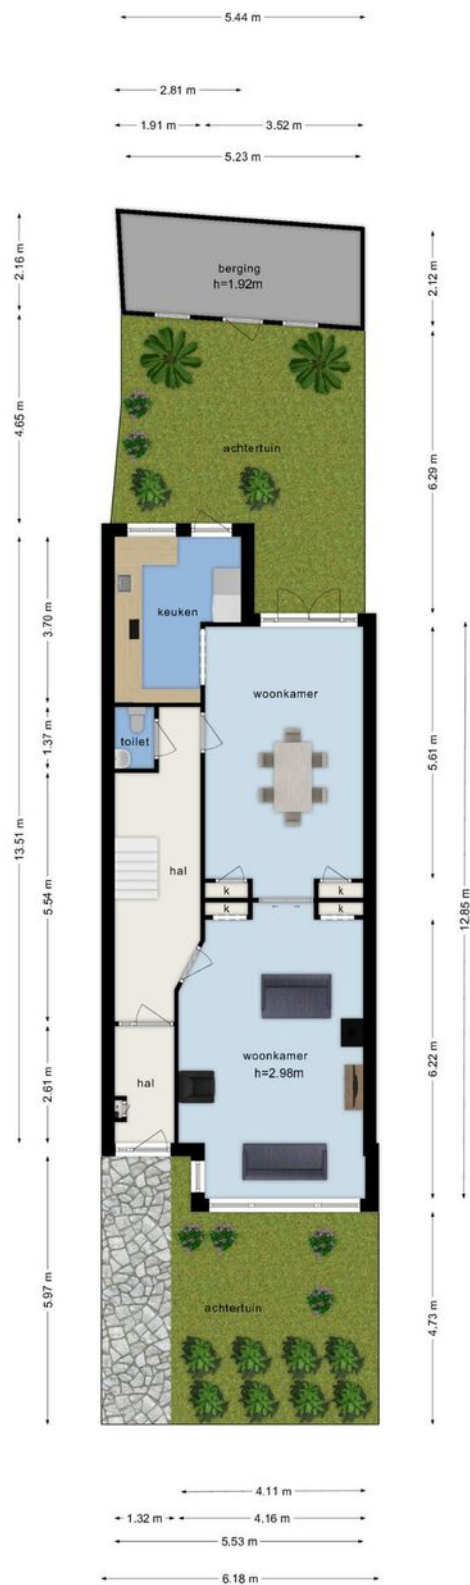 5.44 m
2.81 m
1.91 m 3.52 m
5.23 m
2.16 m
berging
h=1.92m
2.12 m
4.65 m
achtertuin
6.29 m
13.51 m
3.70 m
keuken
woonkamer
5.61 m
12.85 m
1.37 m
toilet
5.54 m
hal
k k
k k
2.61 m
hal
woonkamer
h=2.98m
6.22 m
5.97 m
achtertuin
4.73 m
4.11 m
1.32 m 4.16 m
5.53 m
6.18 m